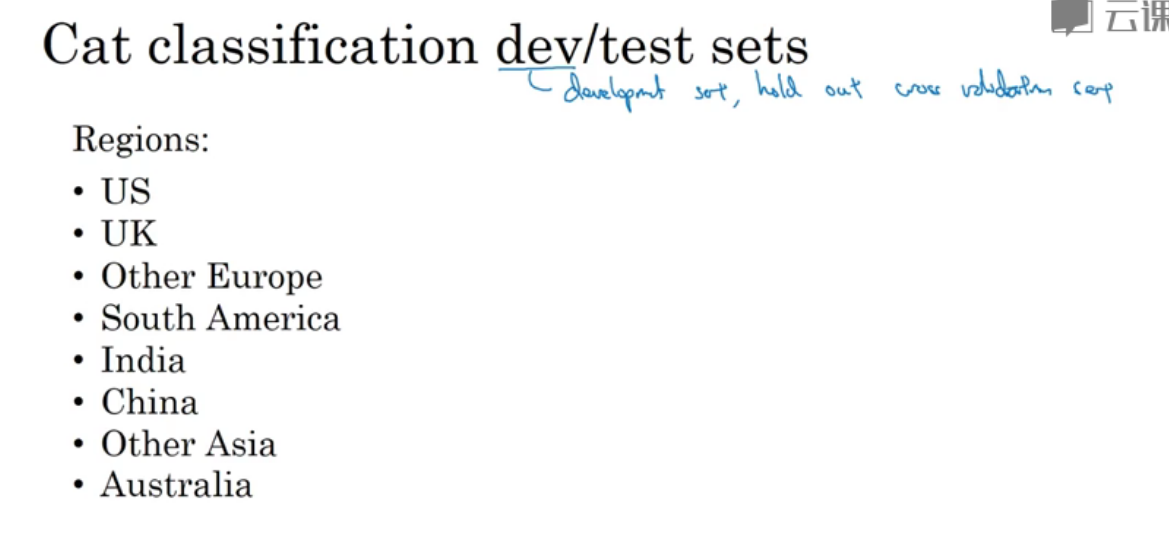 云课
Cat classification dev/test sets
development set, hold out cross validation set
Regions:
• US
• UK
• Other Europe
• South America
• India
• China
• Other Asia
• Australia